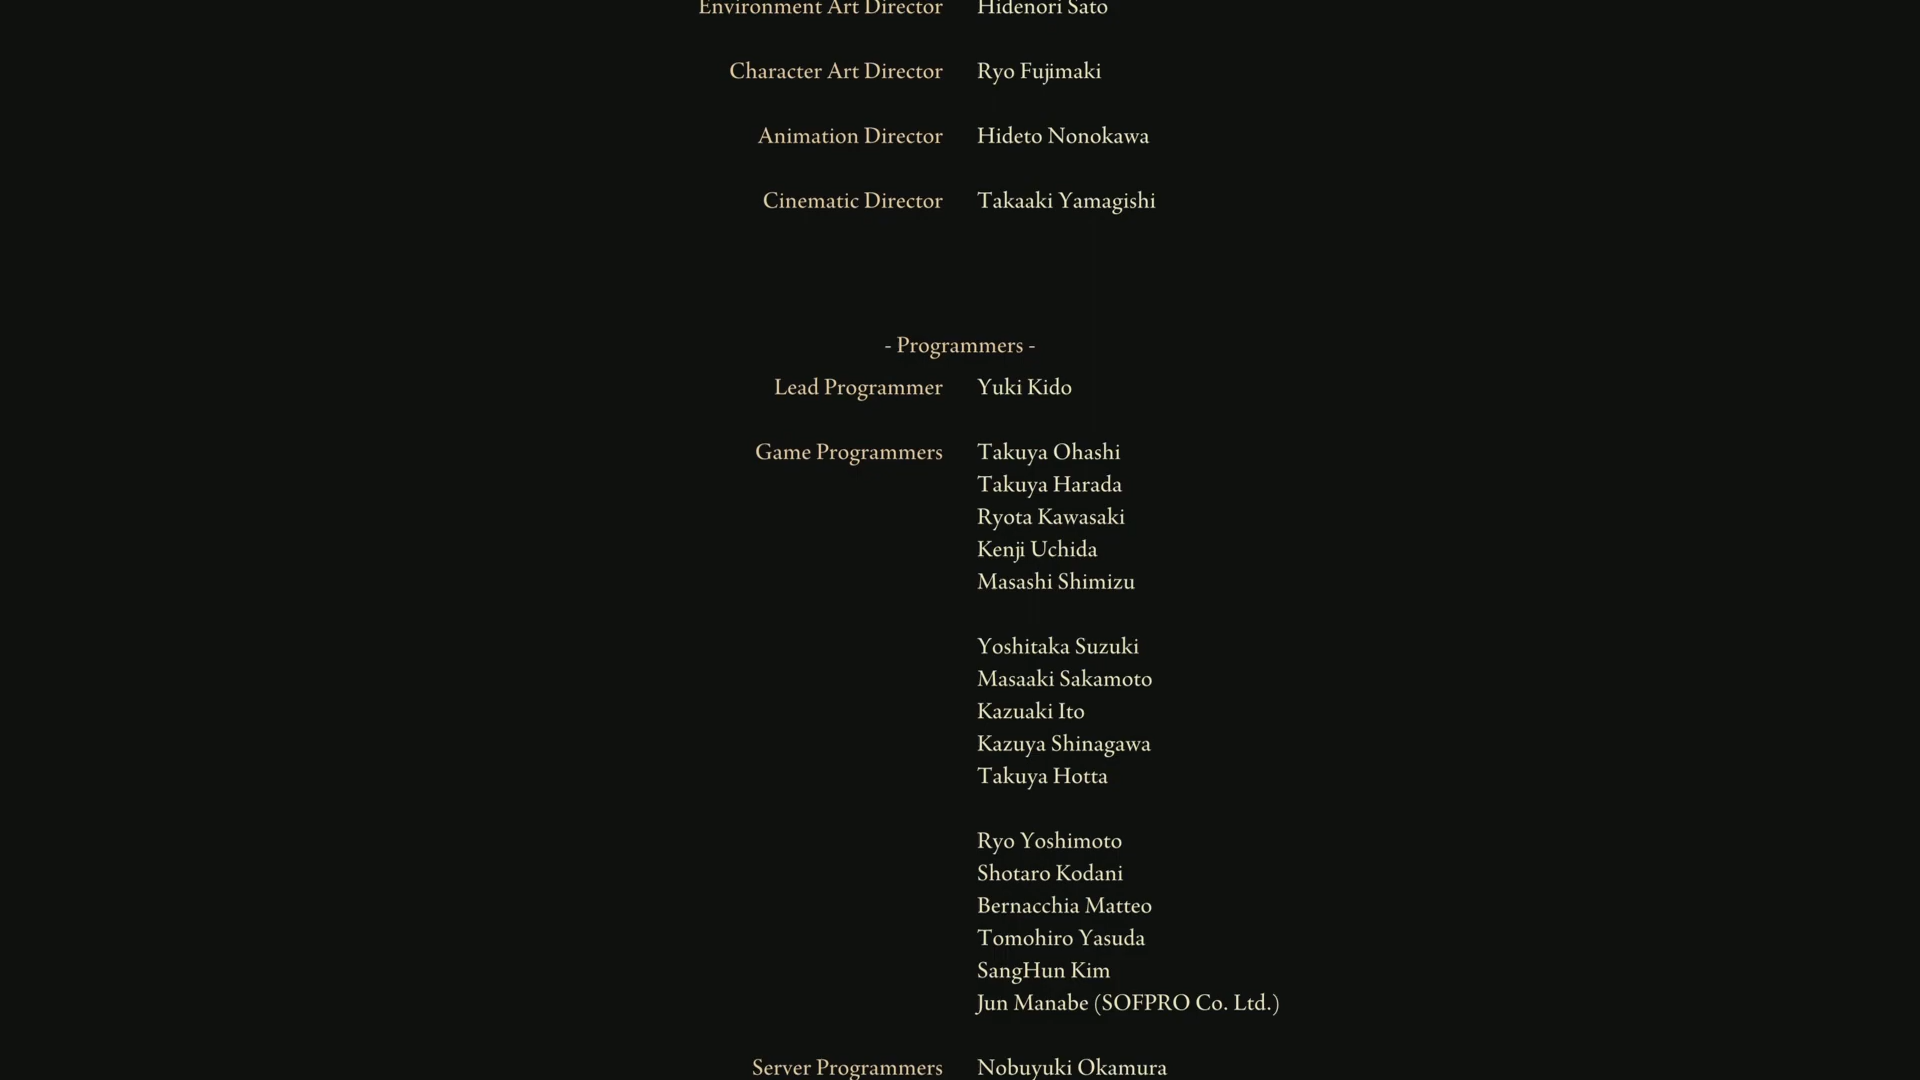 Environment Art Director Hidenori Sato
Character Art Director Ryo Fujimaki
Animation Director Hideto Nonokawa
Cinematic Director Takaaki Yamagishi
- Programmers -
Lead Programmer Yuki Kido
Game Programmers Takuya Ohashi
Takuya Harada
Ryota Kawasaki
Kenji Uchida
Masashi Shimizu
Yoshitaka Suzuki
Masaaki Sakamoto
Kazuaki Ito
Kazuya Shinagawa
Takuya Hotta
Ryo Yoshimoto
Shotaro Kodani
Bernacchia Matteo
Tomohiro Yasuda
SangHun Kim
Jun Manabe (SOFPRO Co. Ltd.)
Server Programmers Nobuyuki Okamura